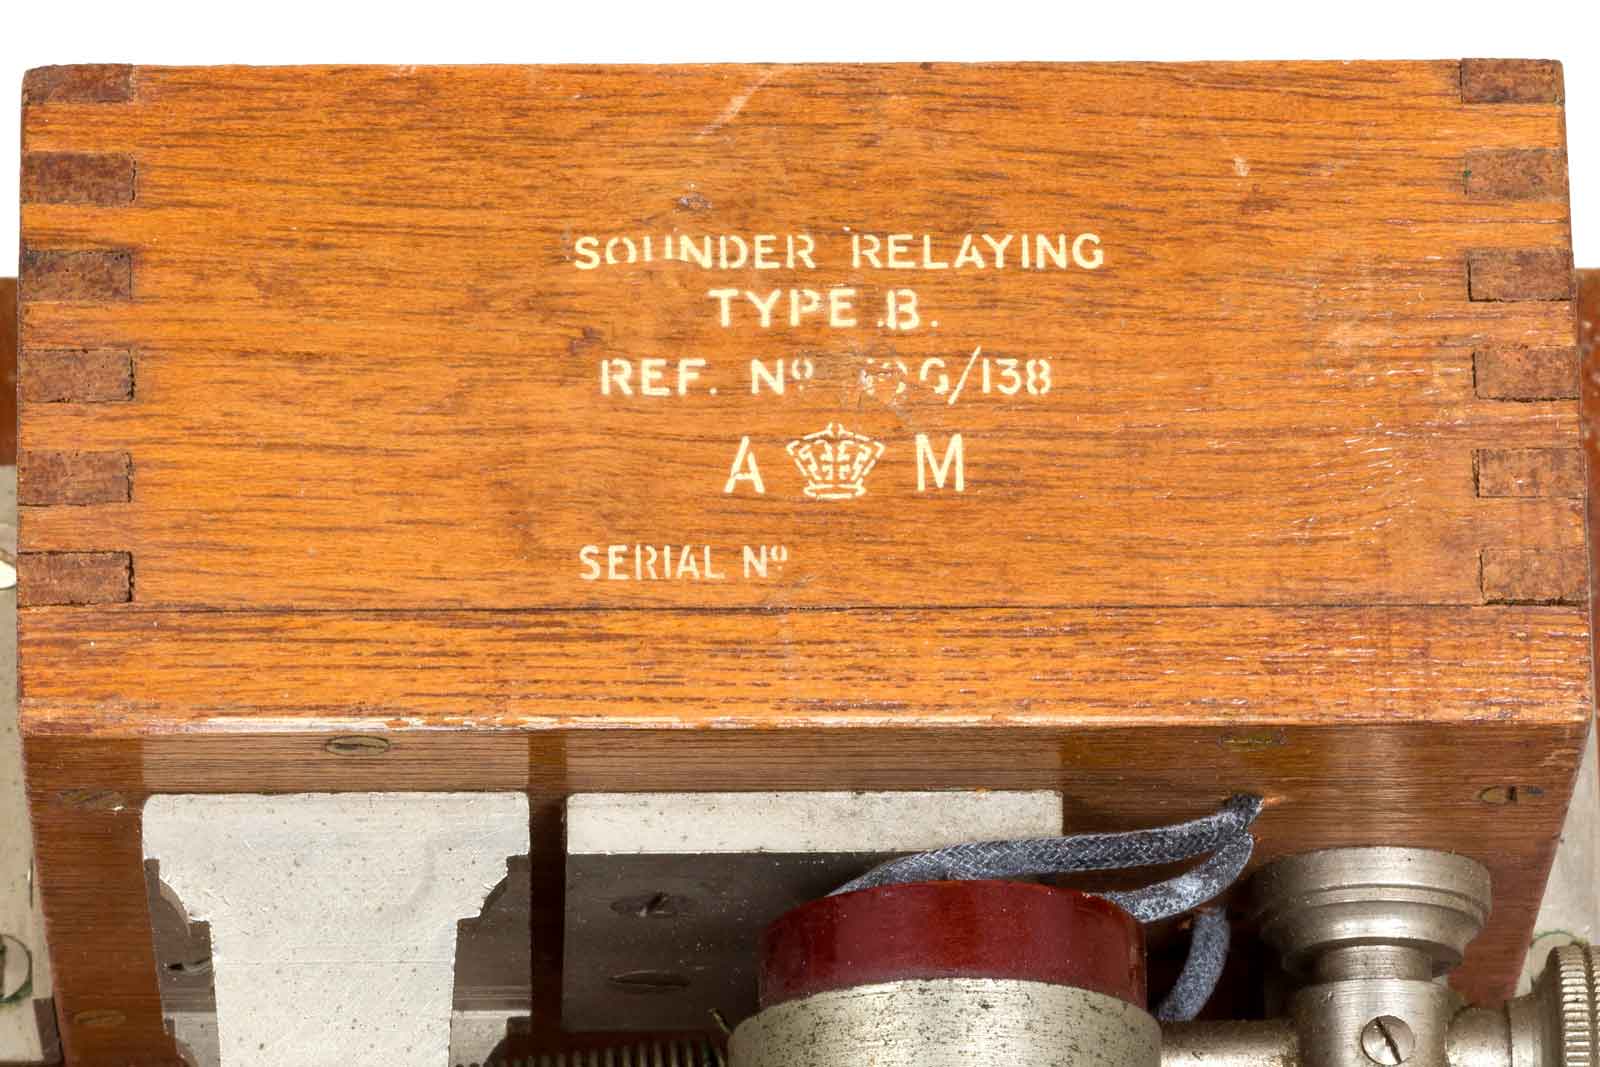 SOUNDER RELAYING
TYPE .B.
REF. Nº
A M
SERIAL Nº